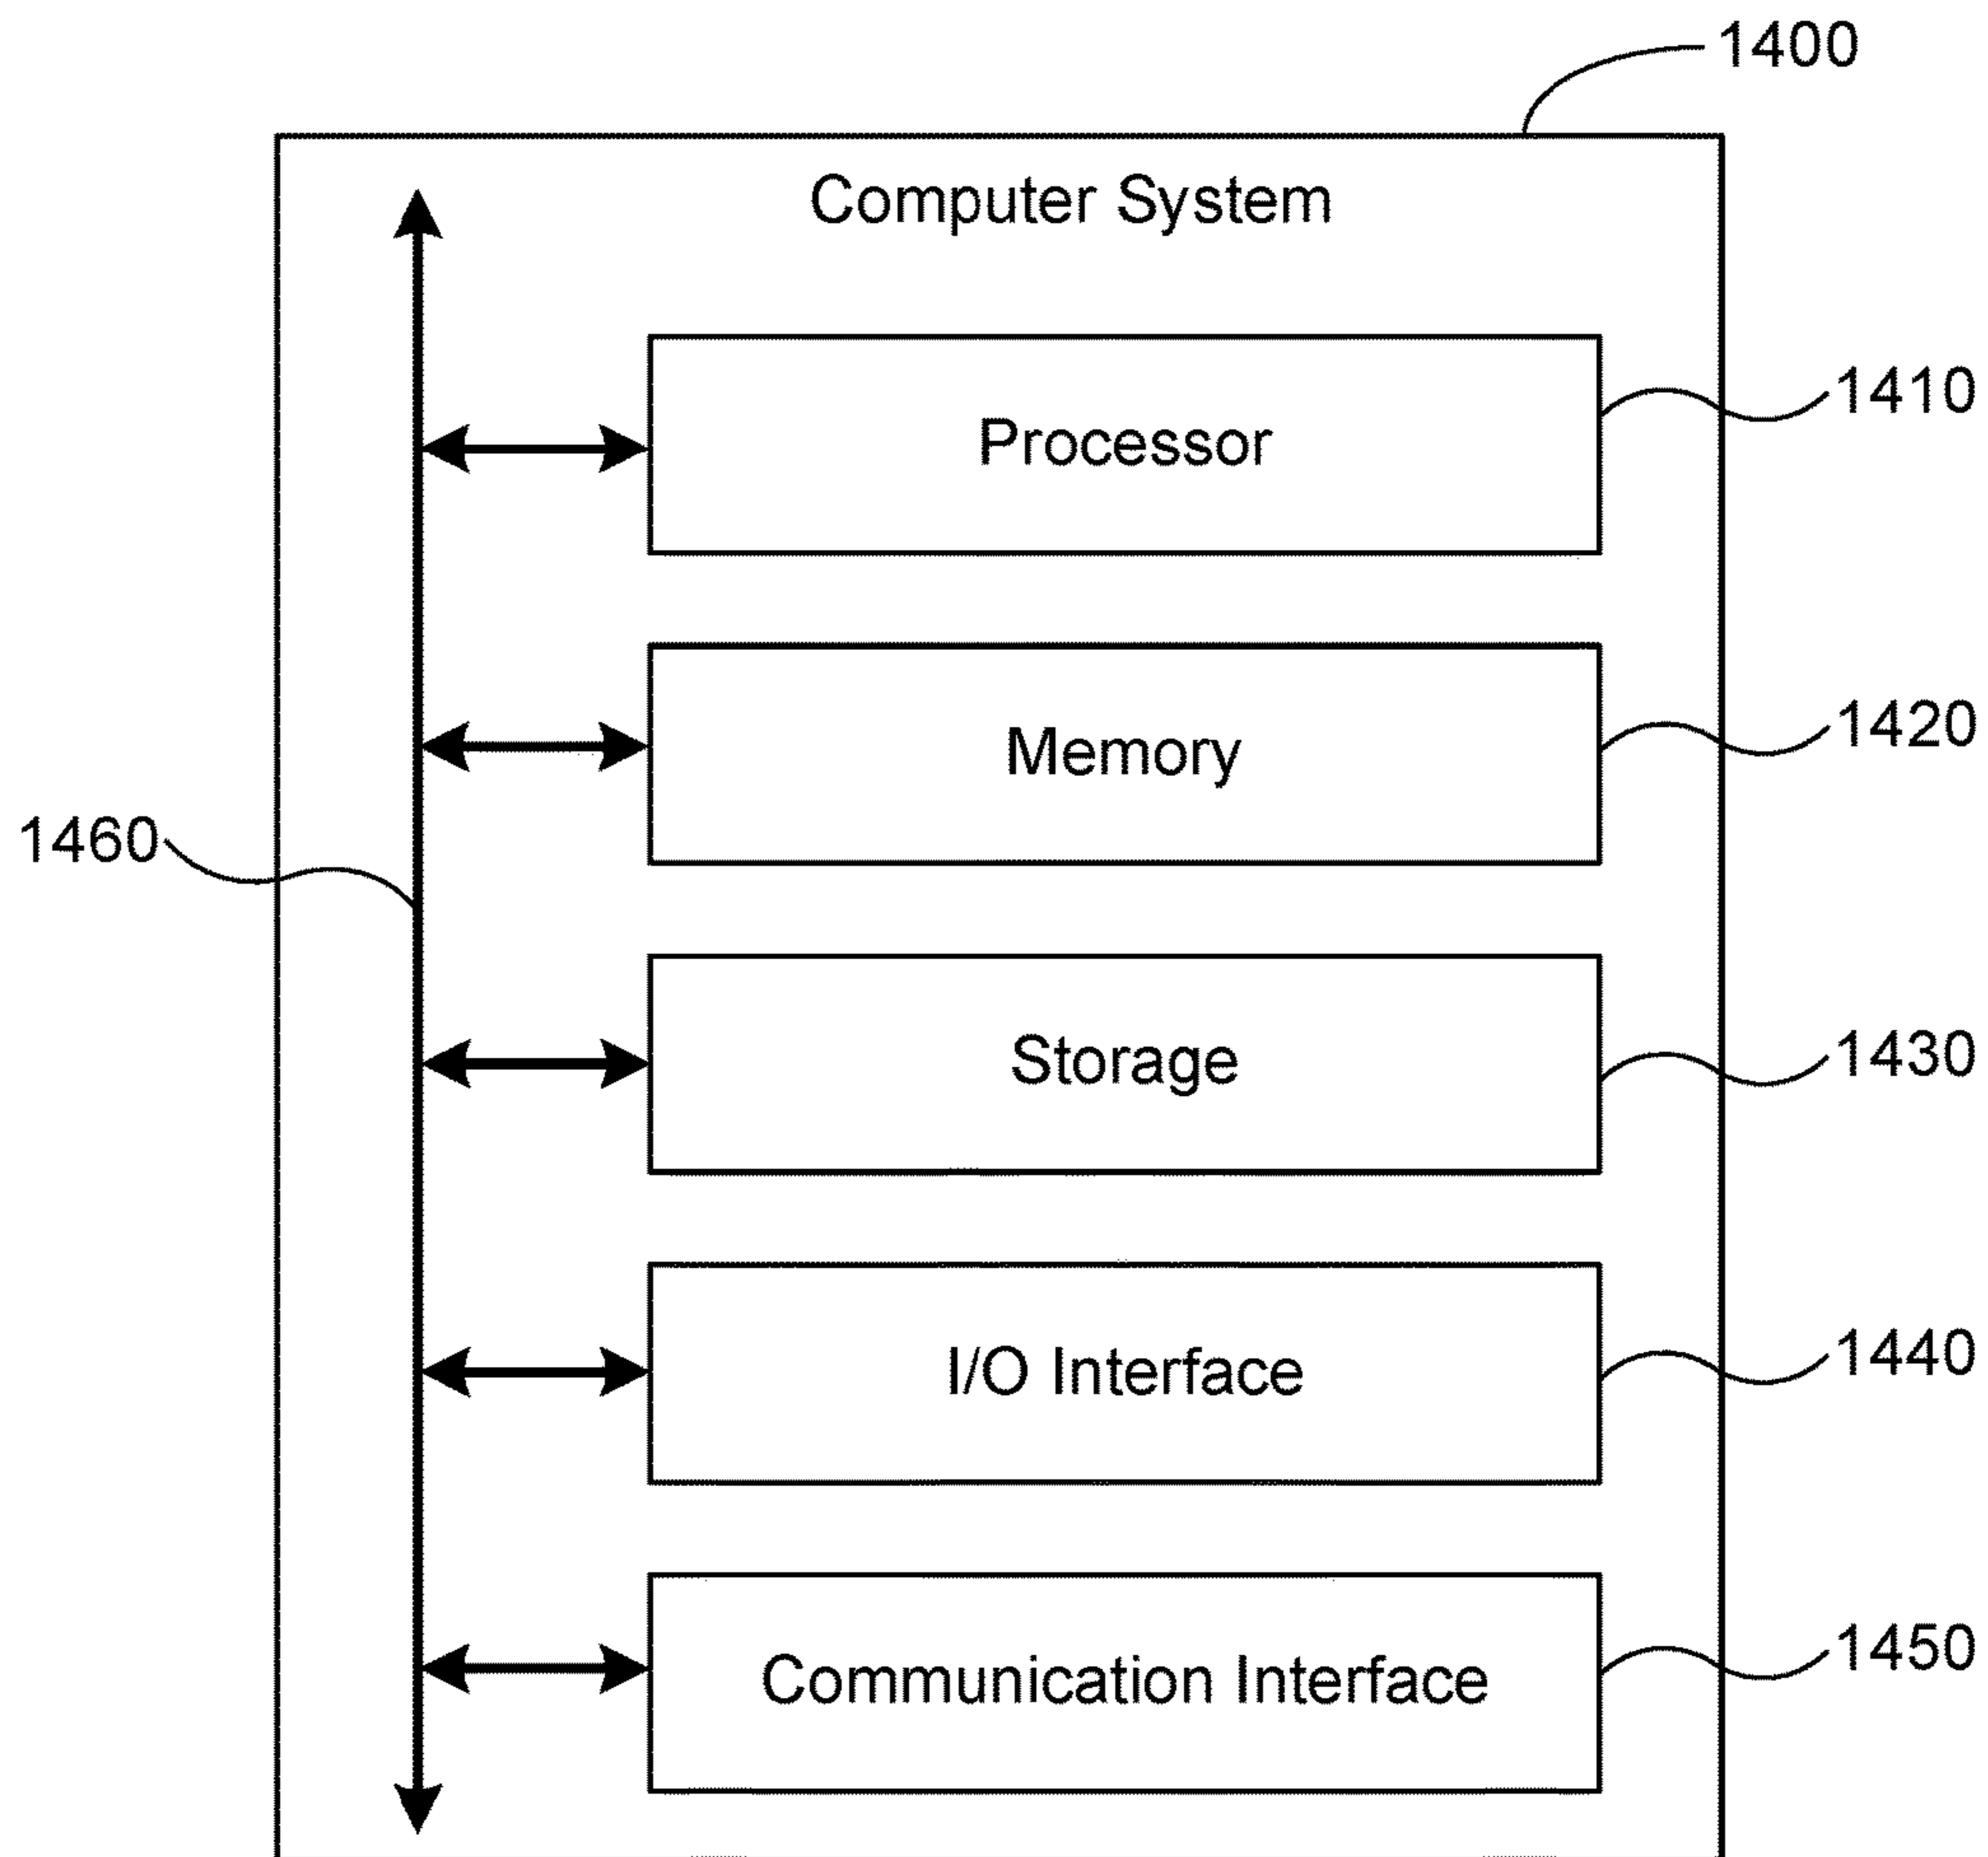 1400
Computer System
Processor
1410
Memory
1420
1460
Storage
1430
I/O Interface
1440
Communication Interface
1450